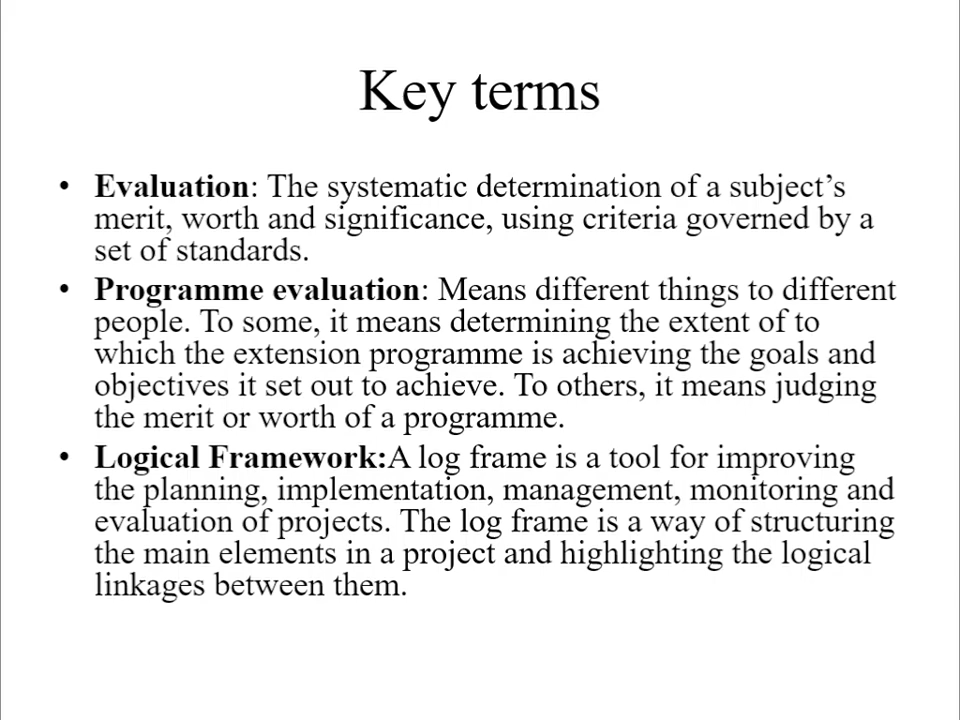 Key terms
• Evaluation: The systematic determination of a subject’s
merit, worth and significance, using criteria governed by a
set of standards.
• Programme evaluation: Means different things to different
people. To some, it means determining the extent of to
which the extension programme is achieving the goals and
objectives it set out to achieve. To others, it means judging
the merit or worth of a programme.
• Logical Framework:A log frame is a tool for improving
the planning, implementation, management, monitoring and
evaluation of projects. The log frame is a way of structuring
the main elements in a project and highlighting the logical
linkages between them.